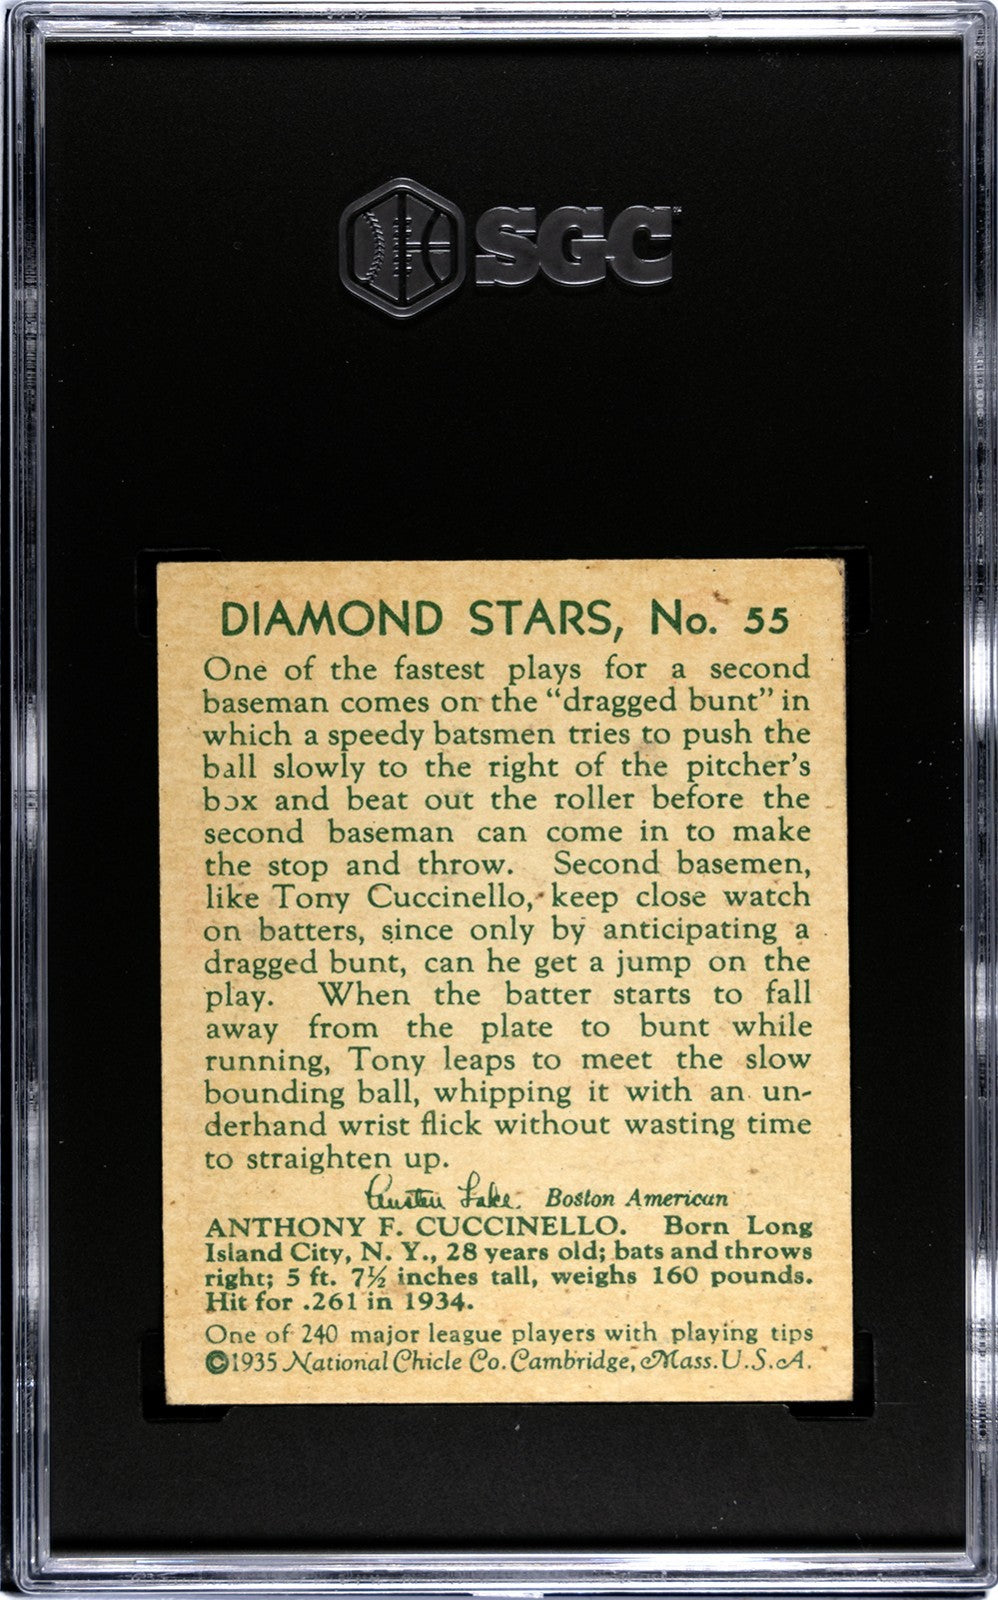 SGC
DIAMOND STARS, No. 55
One of the fastest plays for a second
baseman comes on the "dragged bunt" in
which a speedy batsmen tries to push the
ball slowly to the right of the pitcher's
box and beat out the roller before the
second baseman can come in to make
the stop and throw. Second basemen,
like Tony Cuccinello, keep close watch
on batters, since only by anticipating a
dragged bunt, can he get a jump on the
play. When the batter starts to fall
away from the plate to bunt while
running, Tony leaps to meet the slow
bounding ball, whipping it with an un-
derhand wrist flick without wasting time
to straighten up.
Austen Lake. Boston American
ANTHONY F. CUCCINELLO. Born Long
Island City, N. Y., 28 years old; bats and throws
right; 5 ft. 7½ inches tall, weighs 160 pounds.
Hit for .261 in 1934.
One of 240 major league players with playing tips
©1935 National Chicle Co. Cambridge, Mass. U.S.A.